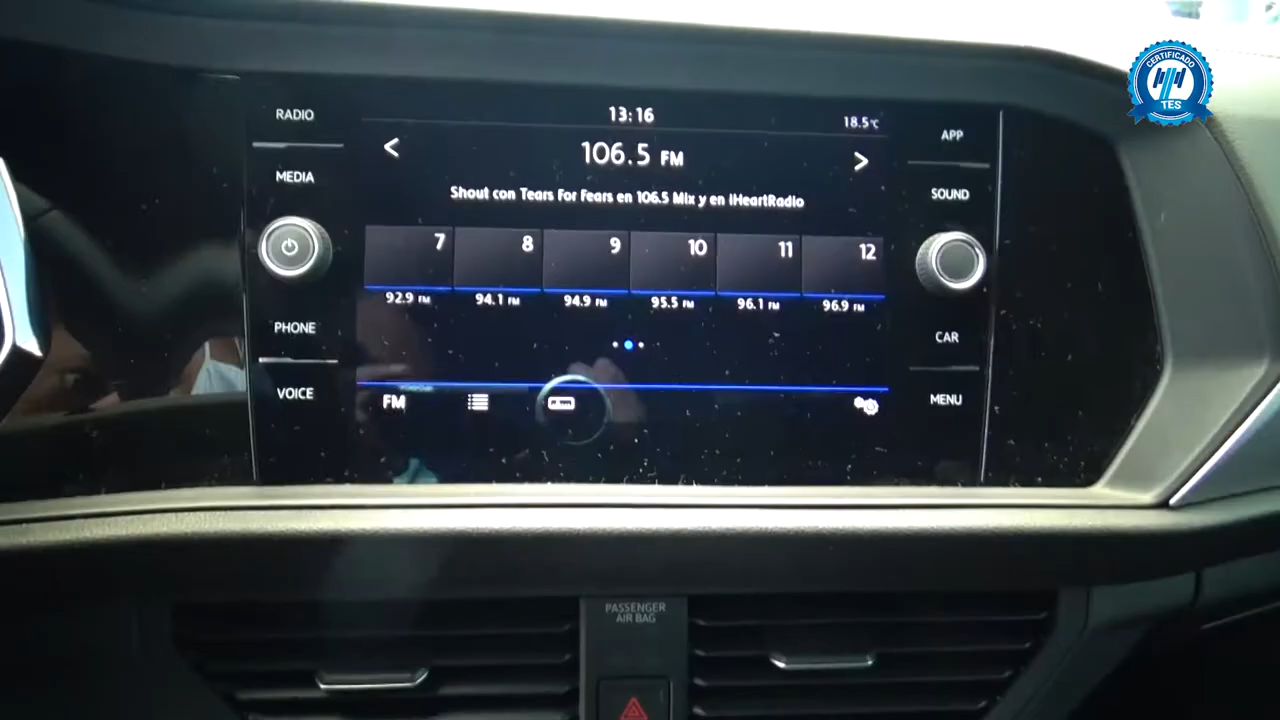 CERTIFICADO
TES
RADIO
13:16
18.5°C
APP
<
106.5 FM
>
MEDIA
Shout con Tears For Fears en 106.5 Mix y en iHeartRadio
SOUND
7 8 9 10 11 12
92.9 FM 94.1 FM 94.9 FM 95.5 FM 96.1 FM 96.9 FM
PHONE
CAR
VOICE
FM
MENU
PASSENGER
AIR BAG